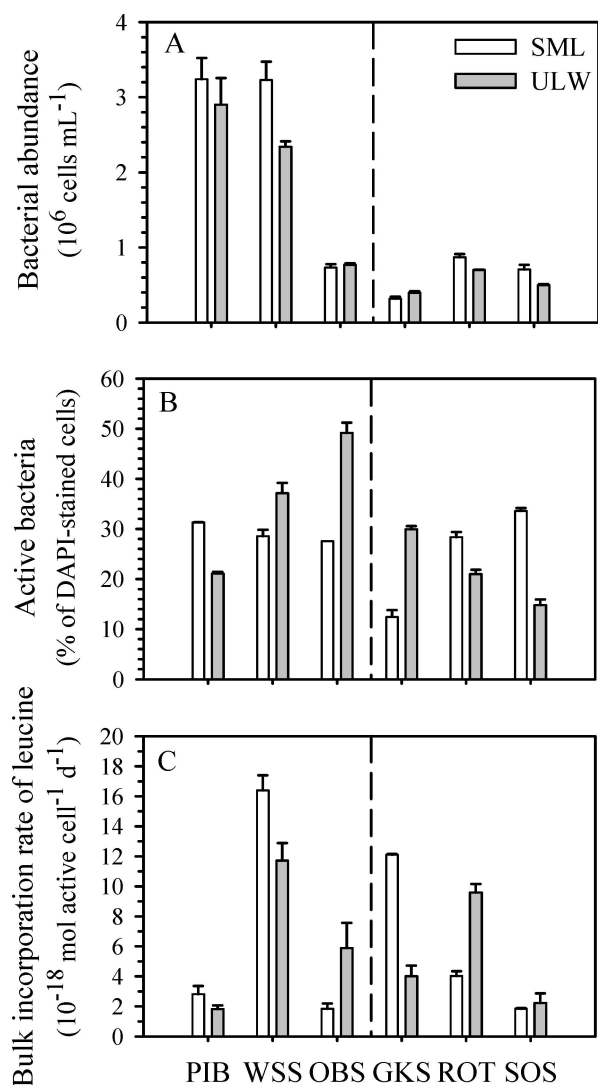 A
SML
ULW
Bacterial abundance
(10⁶ cells mL⁻¹)
4
3
2
1
0
B
Active bacteria
(% of DAPI-stained cells)
60
50
40
30
20
10
0
C
Bulk incorporation rate of leucine
(10⁻¹⁸ mol active cell⁻¹ d⁻¹)
20
18
16
14
12
10
8
6
4
2
0
PIB WSS OBS GKS ROT SOS